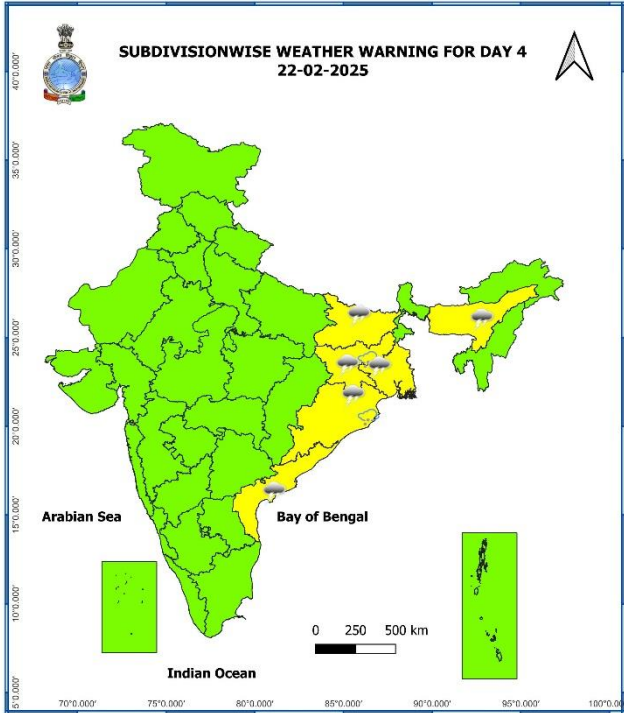 SUBDIVISIONWISE WEATHER WARNING FOR DAY 4
22-02-2025
40°0.000'
35°0.000'
30°0.000'
25°0.000'
20°0.000'
15°0.000'
10°0.000'
5°0.000'
Arabian Sea
Bay of Bengal
0 250 500 km
Indian Ocean
70°0.000' 75°0.000' 80°0.000' 85°0.000' 90°0.000' 95°0.000' 100°0.0